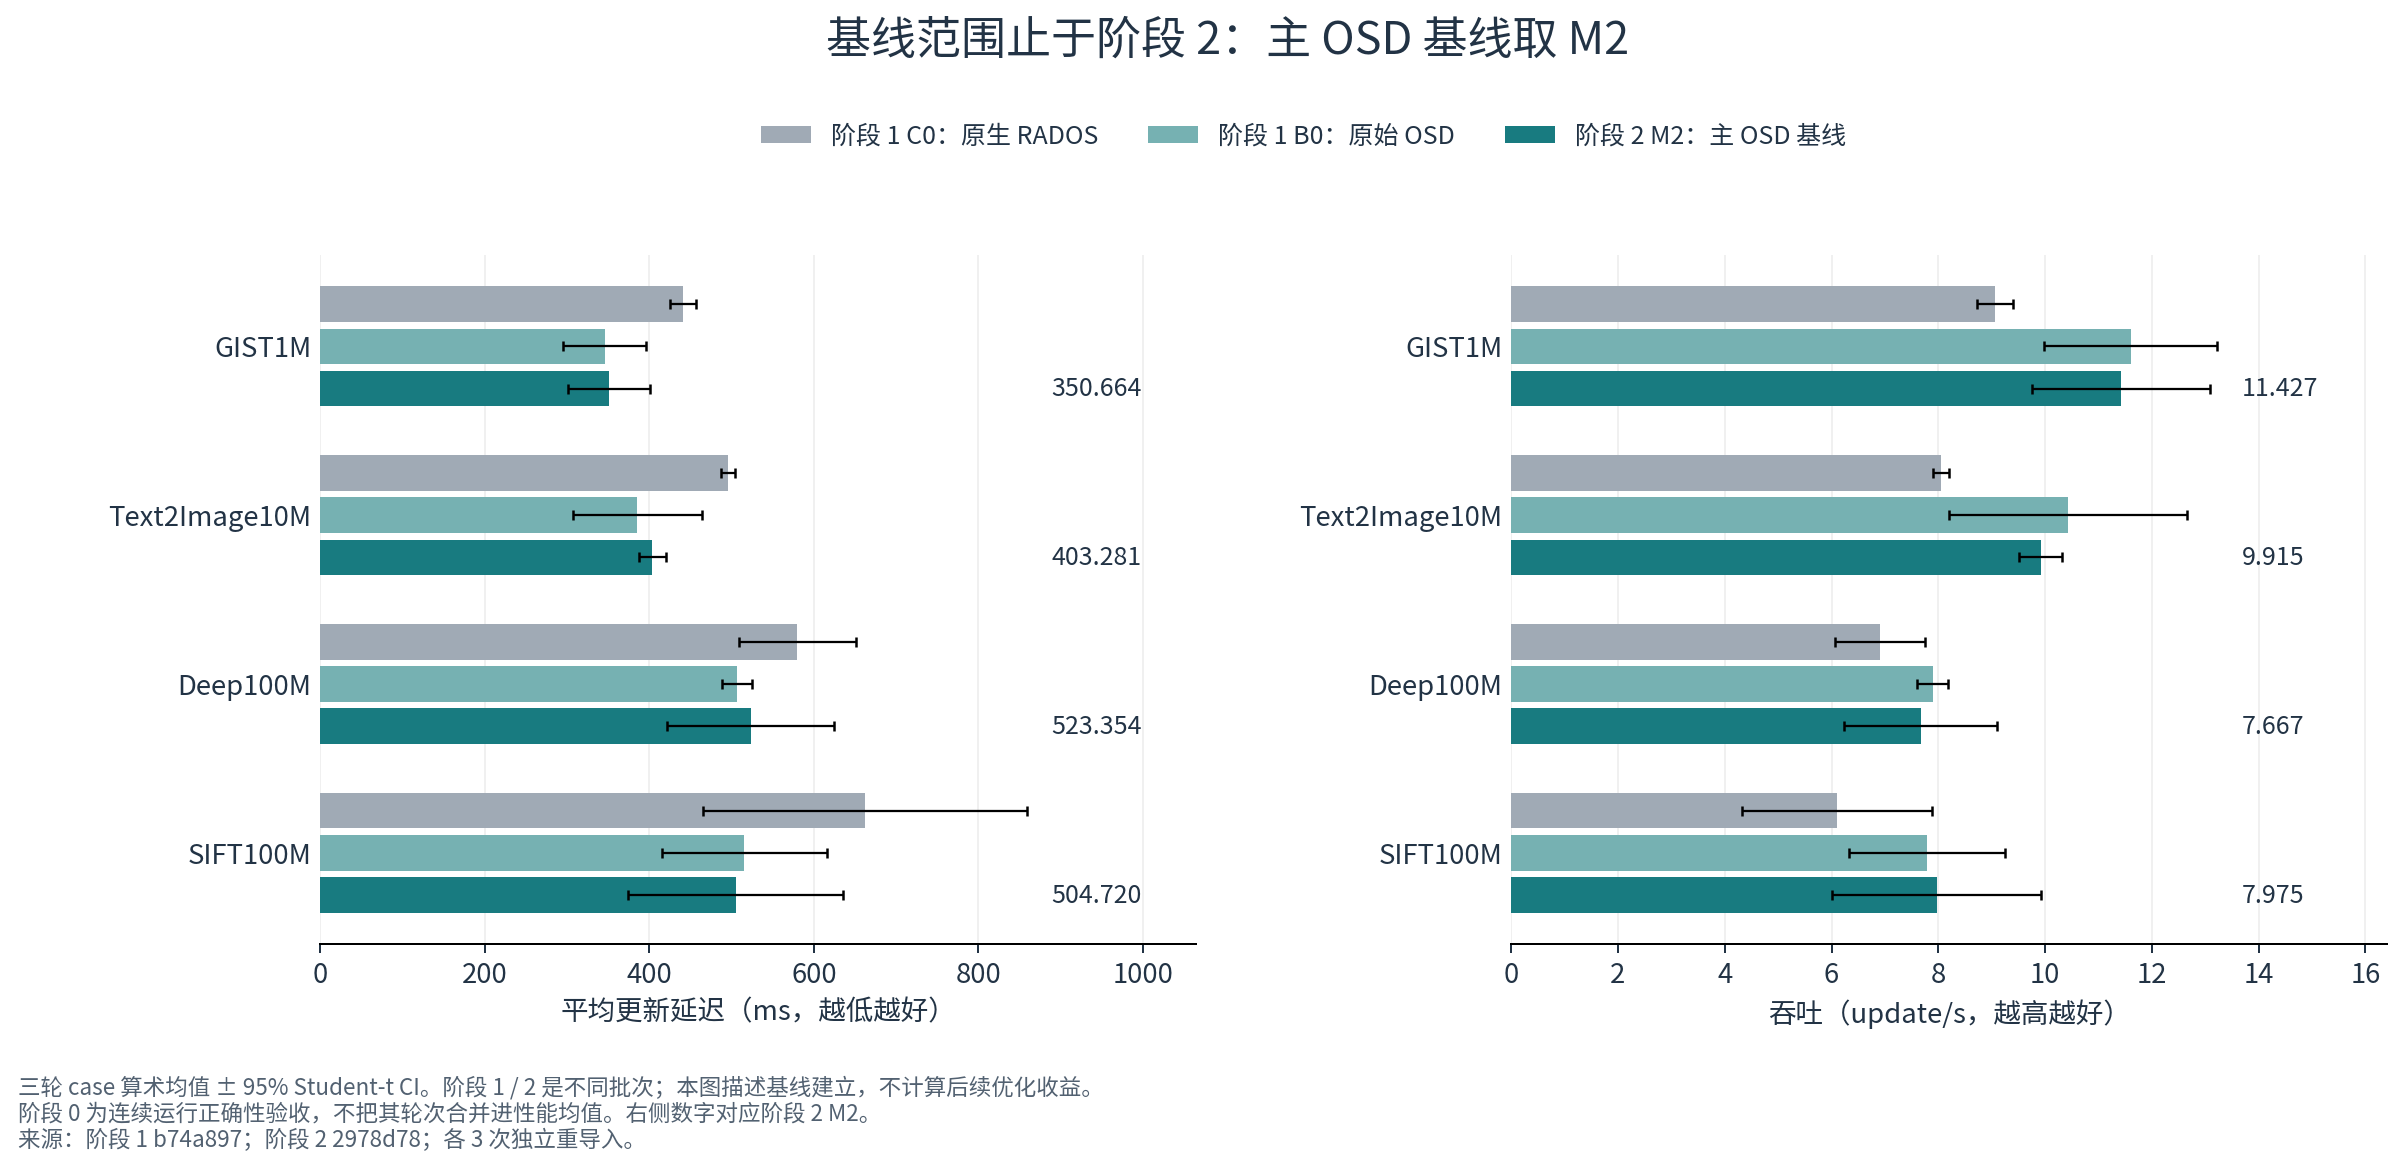 基线范围止于阶段 2：主 OSD 基线取 M2
阶段 1 C0：原生 RADOS
阶段 1 B0：原始 OSD
阶段 2 M2：主 OSD 基线
GIST1M
350.664
Text2Image10M
403.281
Deep100M
523.354
SIFT100M
504.720
0 200 400 600 800 1000
平均更新延迟（ms，越低越好）
GIST1M
11.427
Text2Image10M
9.915
Deep100M
7.667
SIFT100M
7.975
0 2 4 6 8 10 12 14 16
吞吐（update/s，越高越好）
三轮 case 算术均值 ± 95% Student-t CI。阶段 1 / 2 是不同批次；本图描述基线建立，不计算后续优化收益。
阶段 0 为连续运行正确性验收，不把其轮次合并进性能均值。右侧数字对应阶段 2 M2。
来源：阶段 1 b74a897；阶段 2 2978d78；各 3 次独立重导入。